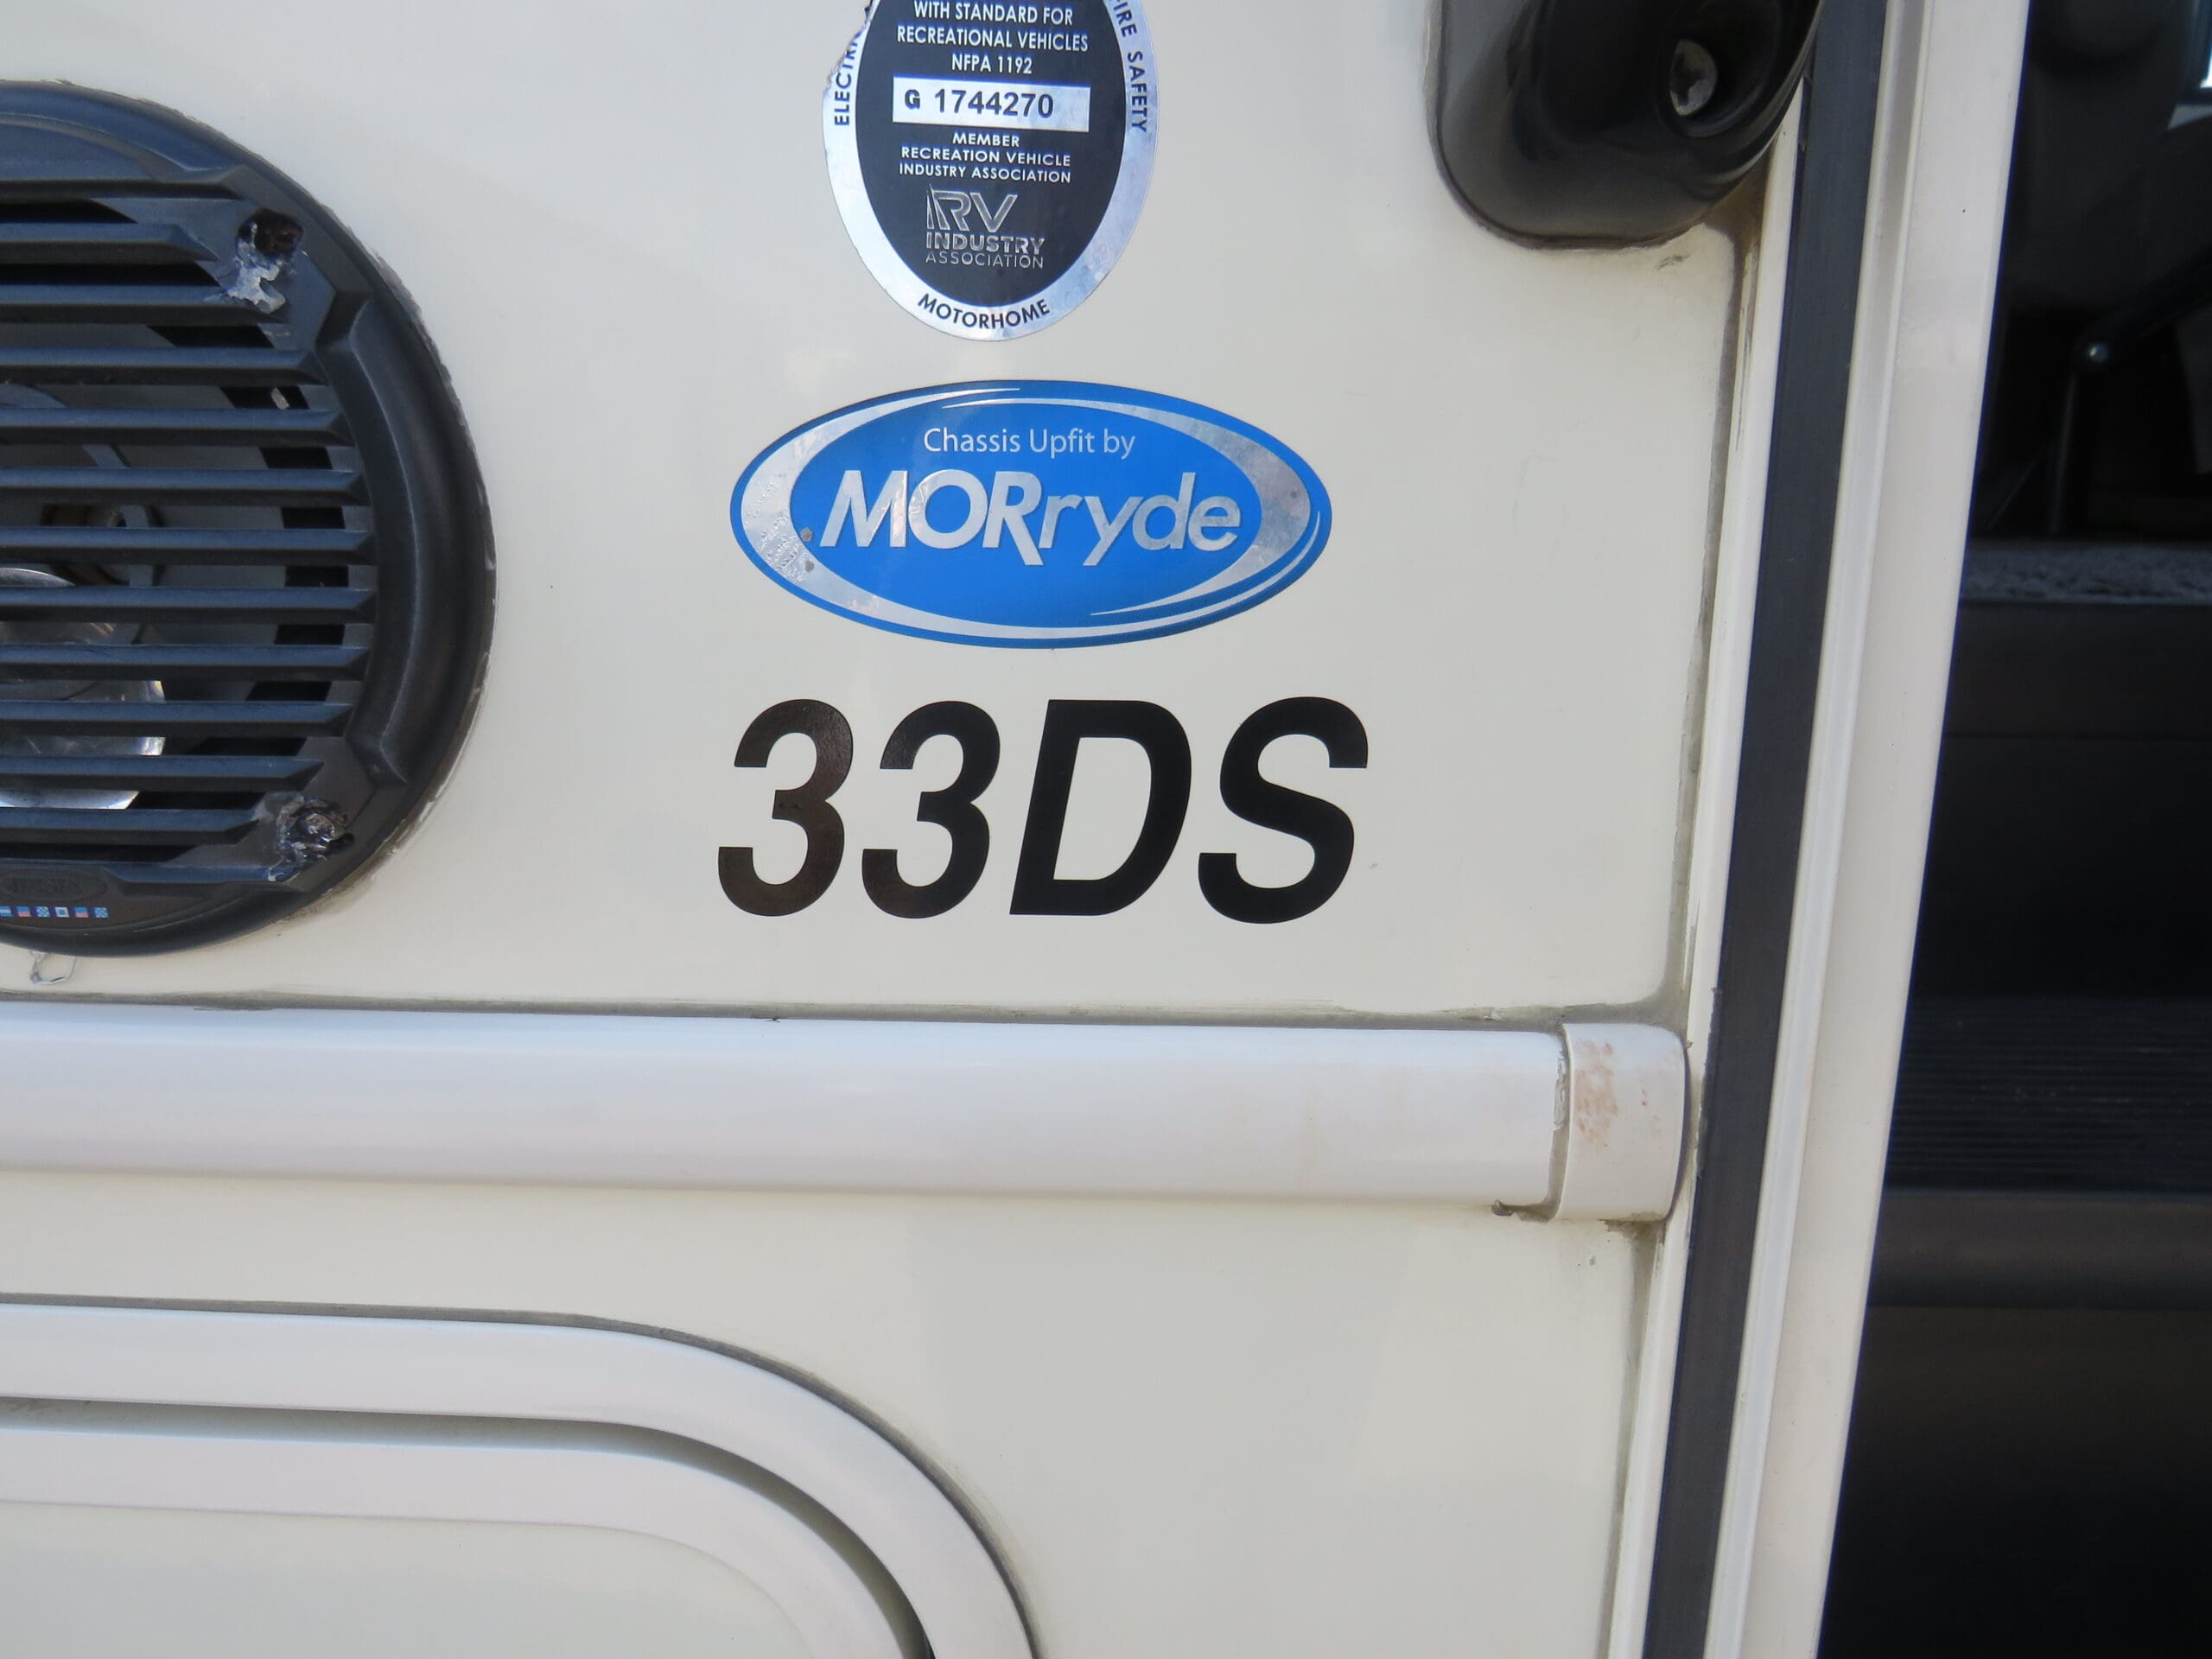 WITH STANDARD FOR
RECREATIONAL VEHICLES
NFPA 1192
G 1744270
MEMBER
RECREATION VEHICLE
INDUSTRY ASSOCIATION
RV
INDUSTRY
ASSOCIATION
SAFETY
MOTORHOME
Chassis Upfit by
MORryde
33DS